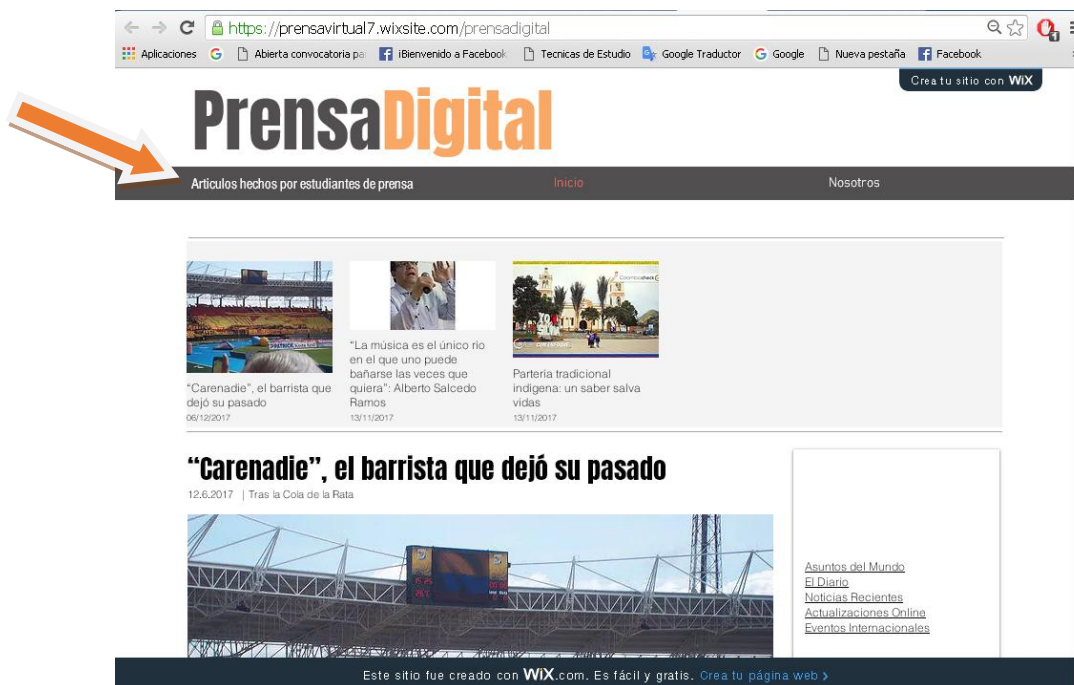 https://prensavirtual7.wixsite.com/prensadigital
Aplicaciones Abierta convocatoria pa iBienvenido a Facebook Tecnicas de Estudio Google Traductor Google Nueva pestaña Facebook
Crea tu sitio con WiX
PrensaDigital
Articulos hechos por estudiantes de prensa Inicio Nosotros
"Carenadie", el barrista que
dejó su pasado
06/12/2017
"La música es el único río
en el que uno puede
bañarse las veces que
quiera": Alberto Salcedo
Ramos
13/11/2017
Partería tradicional
indígena: un saber salva
vidas
13/11/2017
"Carenadie", el barrista que dejó su pasado
12.6.2017 | Tras la Cola de la Rata
Asuntos del Mundo
El Diario
Noticias Recientes
Actualizaciones Online
Eventos Internacionales
Este sitio fue creado con WiX.com. Es fácil y gratis. Crea tu página web >